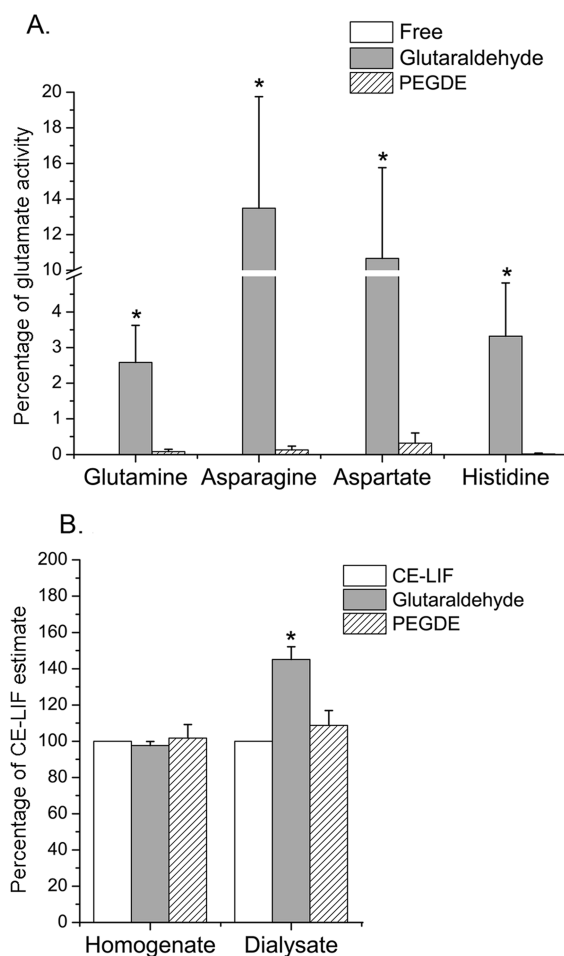 A.
Free
Glutaraldehyde
PEGDE
Percentage of glutamate activity
20
18
16
14
12
10
4
3
2
1
0
* * * *
Glutamine Asparagine Aspartate Histidine
B.
CE-LIF
Glutaraldehyde
PEGDE
Percentage of CE-LIF estimate
200
180
160
140
120
100
80
60
40
20
0
*
Homogenate Dialysate